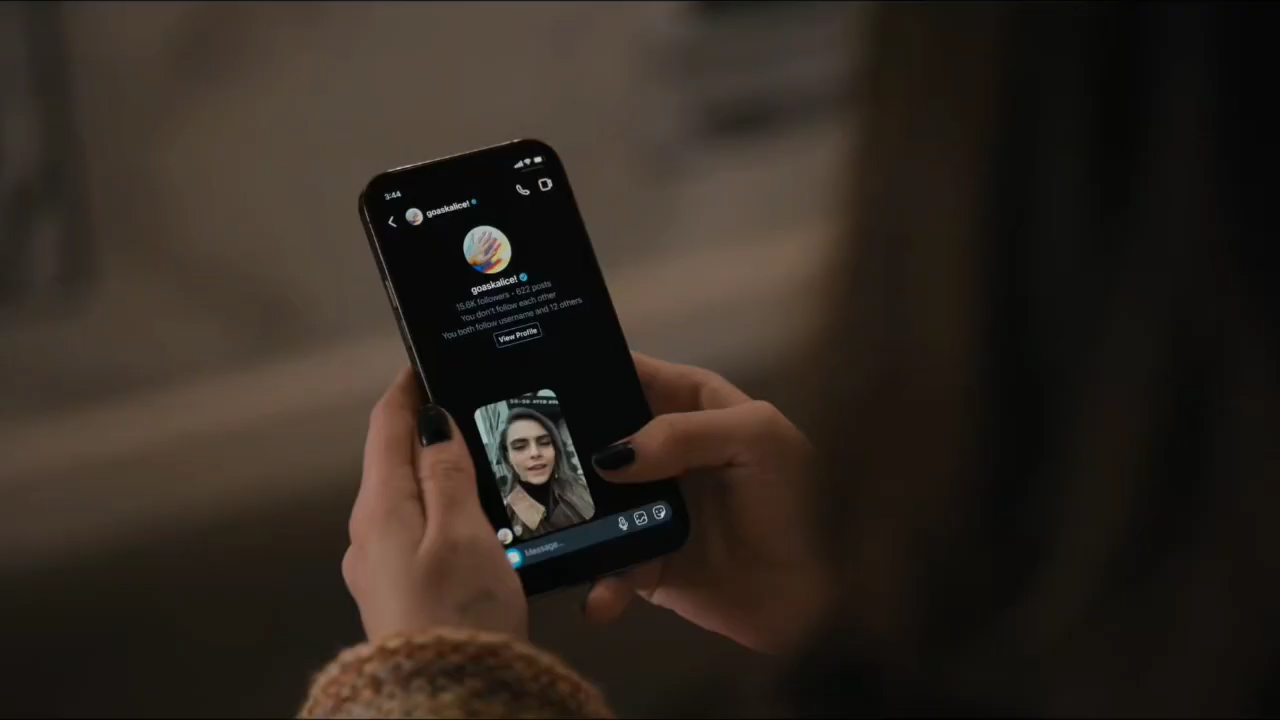 3:44
goaskalice!
goaskalice!
15.6K followers • 622 posts
You don't follow each other
You both follow username and 12 others
View Profile
Message...